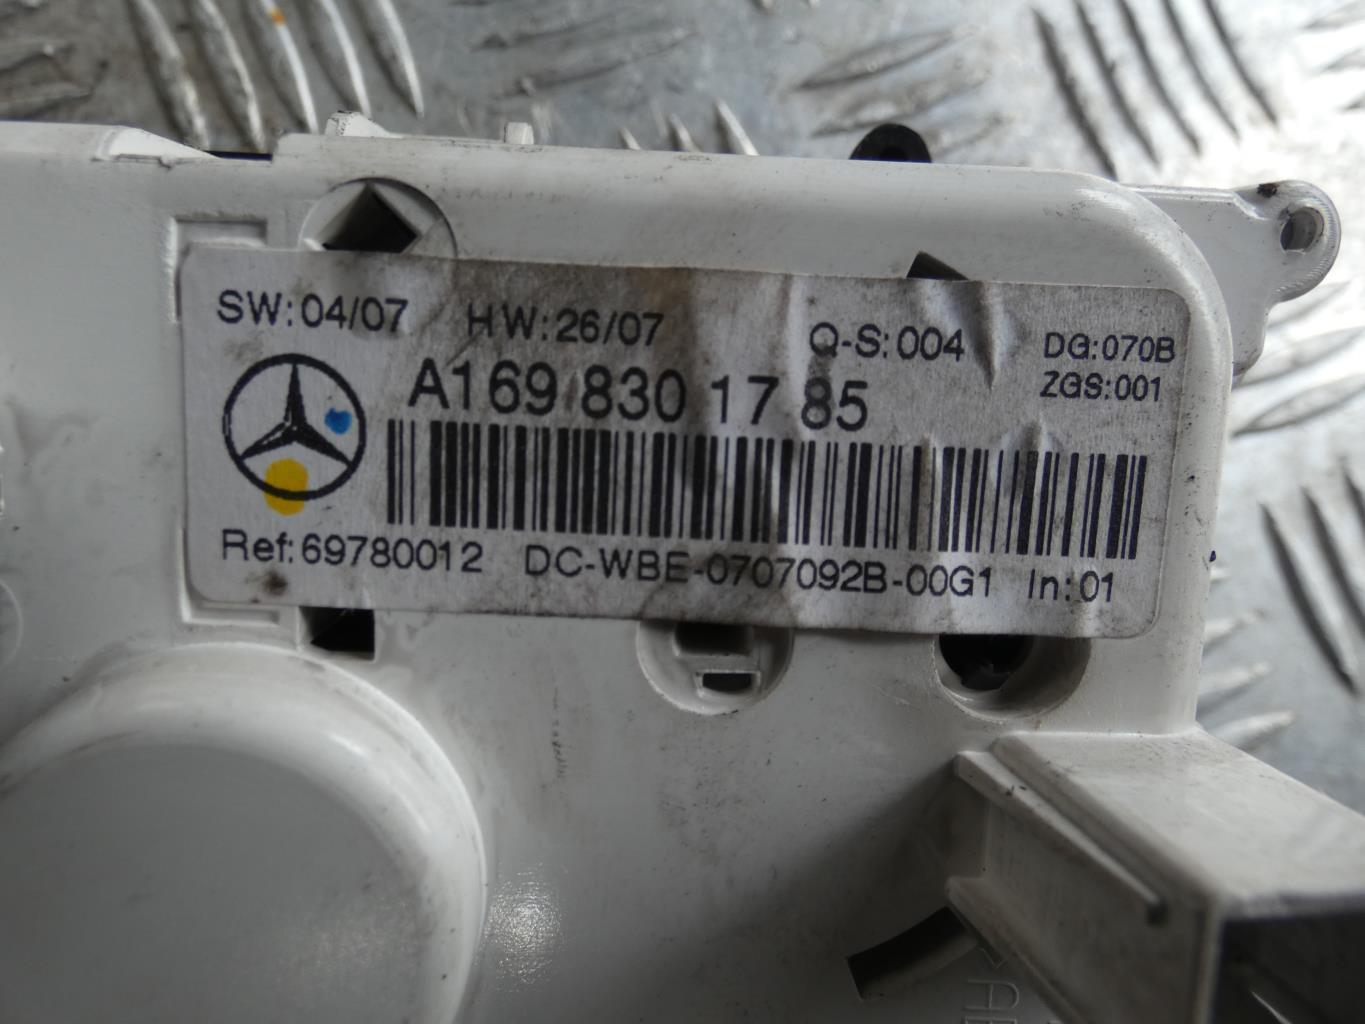 SW:04/07 HW:26/07 Q-S:004 DG:070B
ZGS:001
A169 830 17 85
Ref:69780012 DC-WBE-0707092B-00G1 In:01